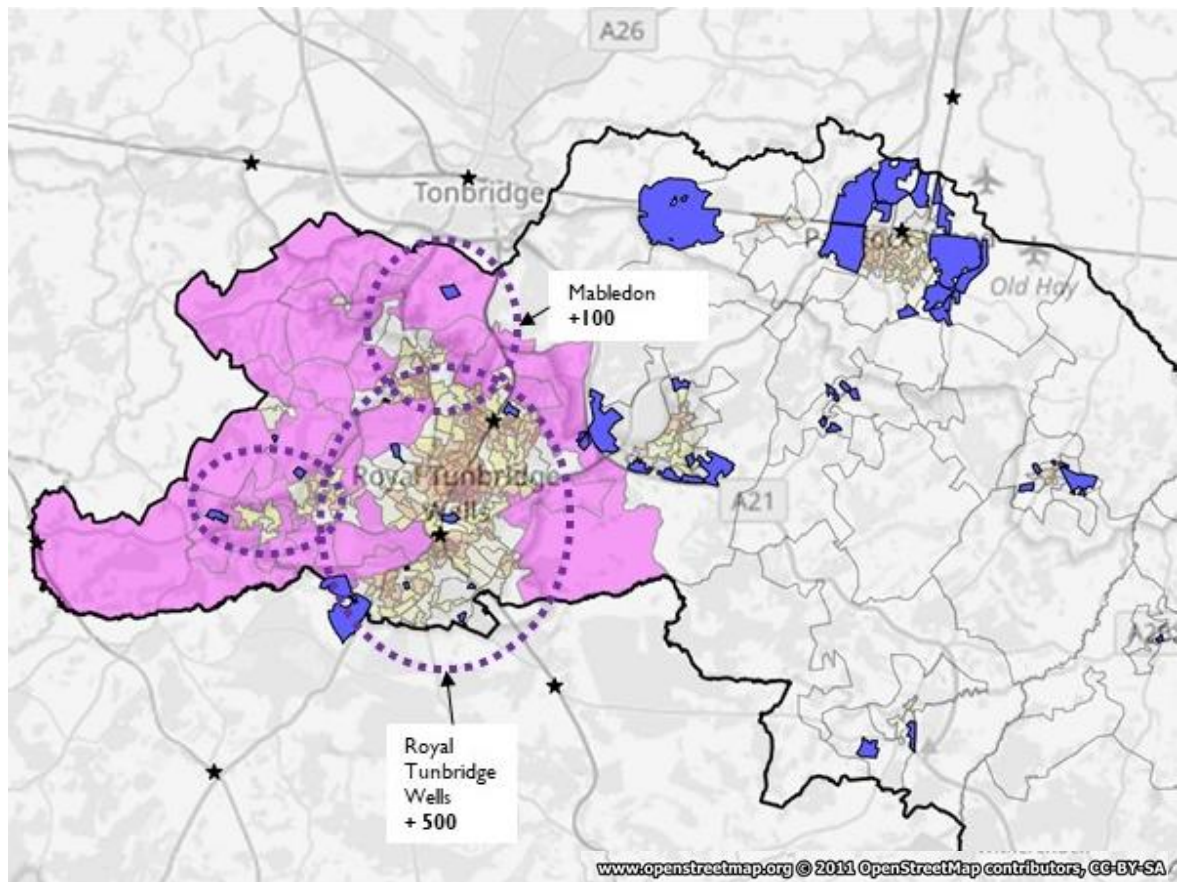 A26
Tonbridge
Old Hay
Mabledon
+100
Royal Tunbridge
Wells
A21
Royal
Tunbridge
Wells
+ 500
www.openstreetmap.org © 2011 OpenStreetMap contributors, CC-BY-SA